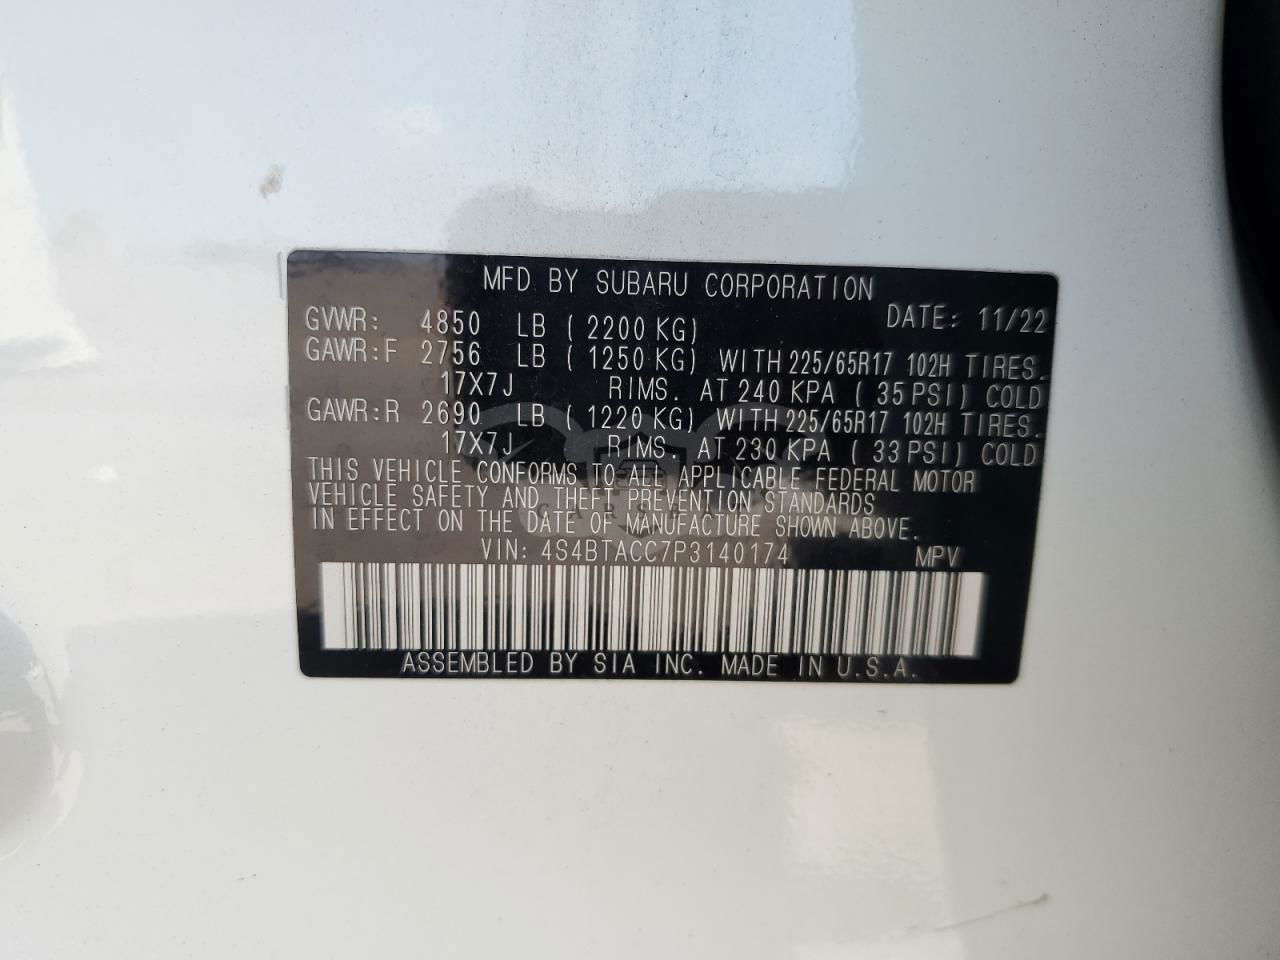 MFD BY SUBARU CORPORATION
GVWR: 4850 LB ( 2200 KG) DATE: 11/22
GAWR:F 2756 LB ( 1250 KG) WITH 225/65R17 102H TIRES.
17X7J RIMS. AT 240 KPA ( 35 PSI) COLD
GAWR:R 2690 LB ( 1220 KG) WITH 225/65R17 102H TIRES.
17X7J RIMS. AT 230 KPA ( 33 PSI) COLD
THIS VEHICLE CONFORMS TO ALL APPLICABLE FEDERAL MOTOR
VEHICLE SAFETY AND THEFT PREVENTION STANDARDS
IN EFFECT ON THE DATE OF MANUFACTURE SHOWN ABOVE.
VIN: 4S4BTACC7P3140174 MPV
ASSEMBLED BY SIA INC. MADE IN U.S.A.